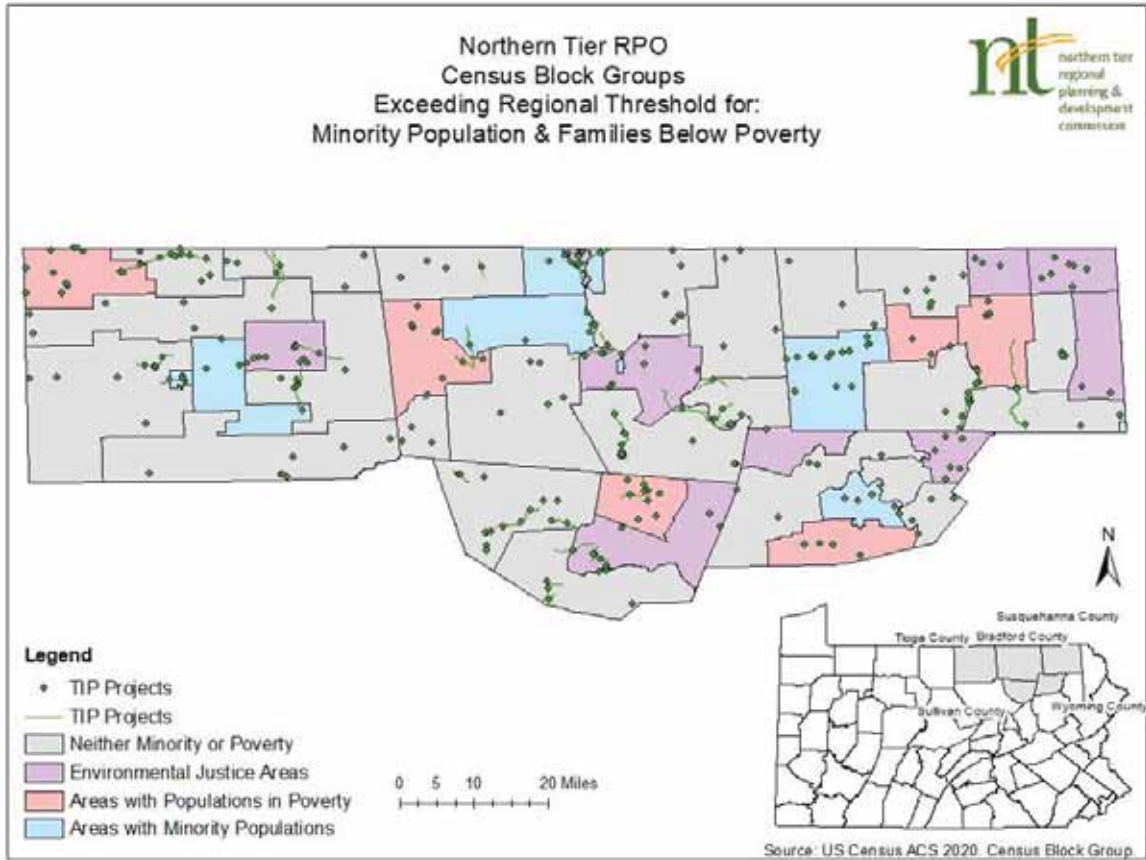 Northern Tier RPO
Census Block Groups
Exceeding Regional Threshold for:
Minority Population & Families Below Poverty
nt
northern tier
regional
planning &
development
commission
N
Susquehanna County
Tioga County Bradford County
Sullivan County
Wyoming County
Legend
TIP Projects
TIP Projects
Neither Minority or Poverty
Environmental Justice Areas
Areas with Populations in Poverty
Areas with Minority Populations
0 5 10 20 Miles
Source: US Census ACS 2020. Census Block Group.